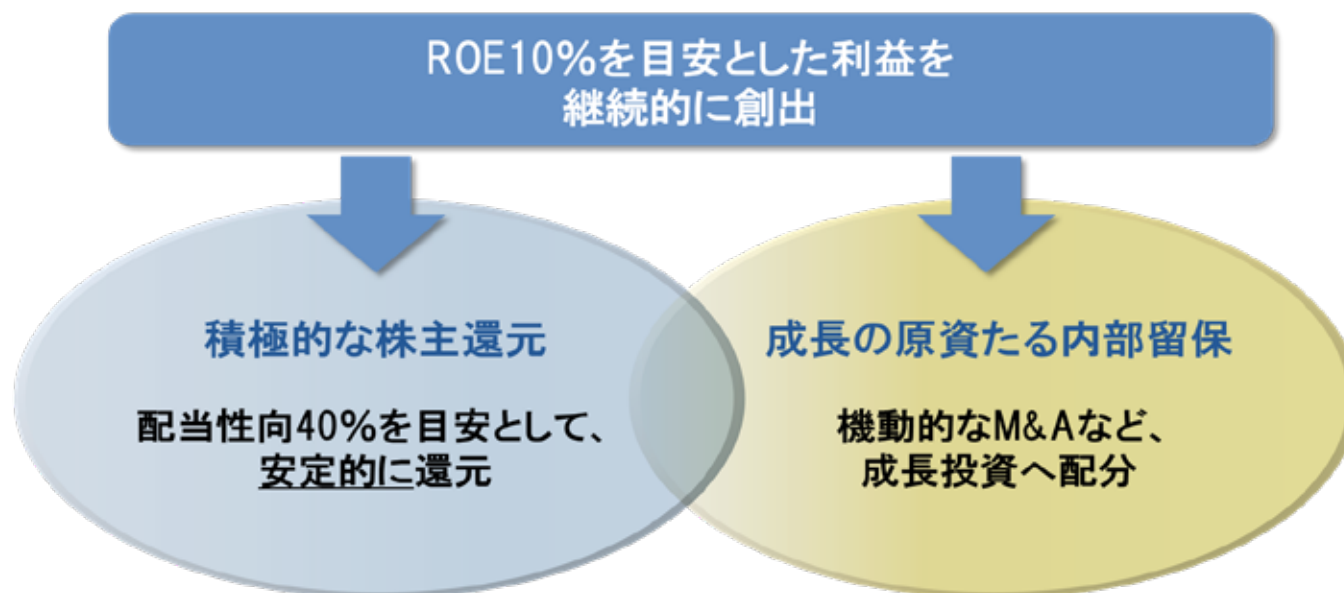 ROE10%を目安とした利益を
継続的に創出
積極的な株主還元
配当性向40%を目安として、
安定的に還元
成長の原資たる内部留保
機動的なM&Aなど、
成長投資へ配分